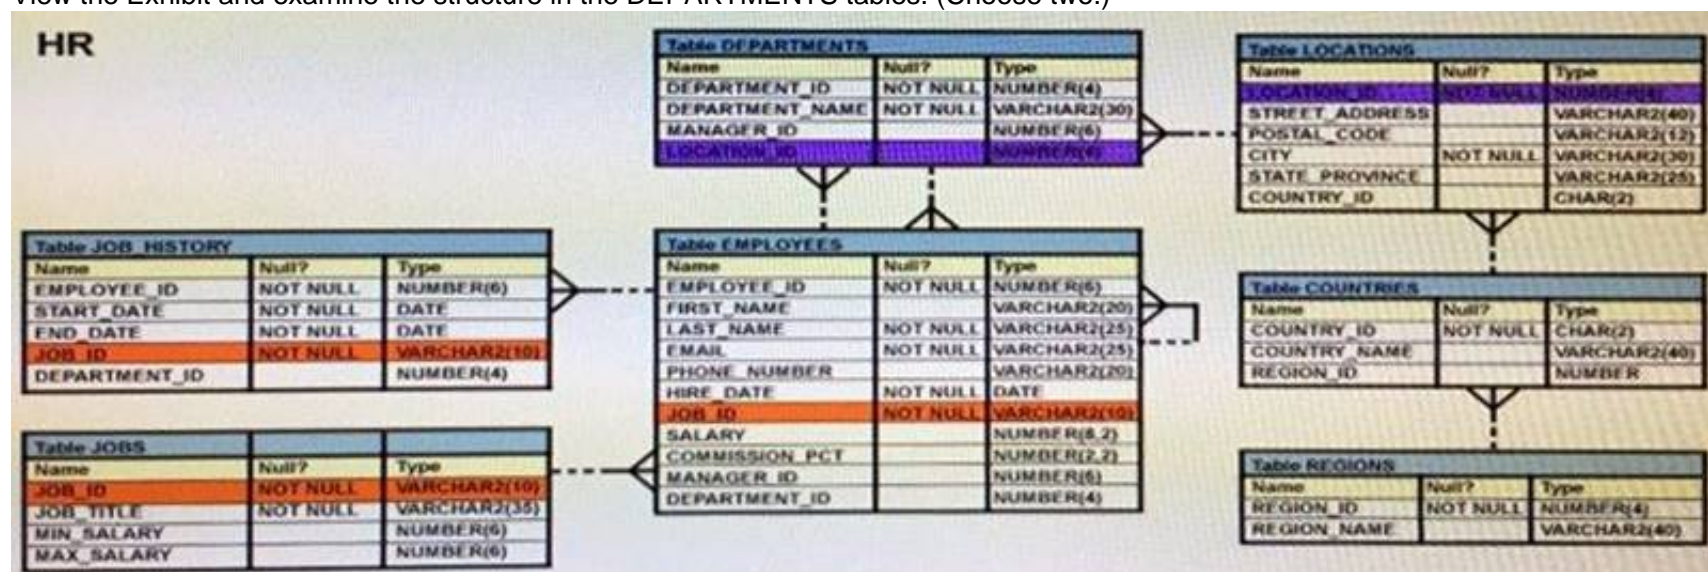 View the Exhibit and examine the structure in the DEPARTMENTS tables. (Choose two.)
HR
Table DEPARTMENTS
Name Null? Type
DEPARTMENT_ID NOT NULL NUMBER(4)
DEPARTMENT_NAME NOT NULL VARCHAR2(30)
MANAGER_ID NUMBER(6)
LOCATION_ID NUMBER(4)
Table LOCATIONS
Name Null? Type
LOCATION_ID NOT NULL NUMBER(4)
STREET_ADDRESS VARCHAR2(40)
POSTAL_CODE VARCHAR2(12)
CITY NOT NULL VARCHAR2(30)
STATE_PROVINCE VARCHAR2(25)
COUNTRY_ID CHAR(2)
Table JOB_HISTORY
Name Null? Type
EMPLOYEE_ID NOT NULL NUMBER(6)
START_DATE NOT NULL DATE
END_DATE NOT NULL DATE
JOB_ID NOT NULL VARCHAR2(10)
DEPARTMENT_ID NUMBER(4)
Table EMPLOYEES
Name Null? Type
EMPLOYEE_ID NOT NULL NUMBER(6)
FIRST_NAME VARCHAR2(20)
LAST_NAME NOT NULL VARCHAR2(25)
EMAIL NOT NULL VARCHAR2(25)
PHONE_NUMBER VARCHAR2(20)
HIRE_DATE NOT NULL DATE
JOB_ID NOT NULL VARCHAR2(10)
SALARY NUMBER(8,2)
COMMISSION_PCT NUMBER(2,2)
MANAGER_ID NUMBER(6)
DEPARTMENT_ID NUMBER(4)
Table COUNTRIES
Name Null? Type
COUNTRY_ID NOT NULL CHAR(2)
COUNTRY_NAME VARCHAR2(40)
REGION_ID NUMBER
Table JOBS
Name Null? Type
JOB_ID NOT NULL VARCHAR2(10)
JOB_TITLE NOT NULL VARCHAR2(35)
MIN_SALARY NUMBER(6)
MAX_SALARY NUMBER(6)
Table REGIONS
Name Null? Type
REGION_ID NOT NULL NUMBER(4)
REGION_NAME VARCHAR2(40)